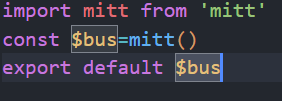 import mitt from 'mitt'
const $bus=mitt()
export default $bus